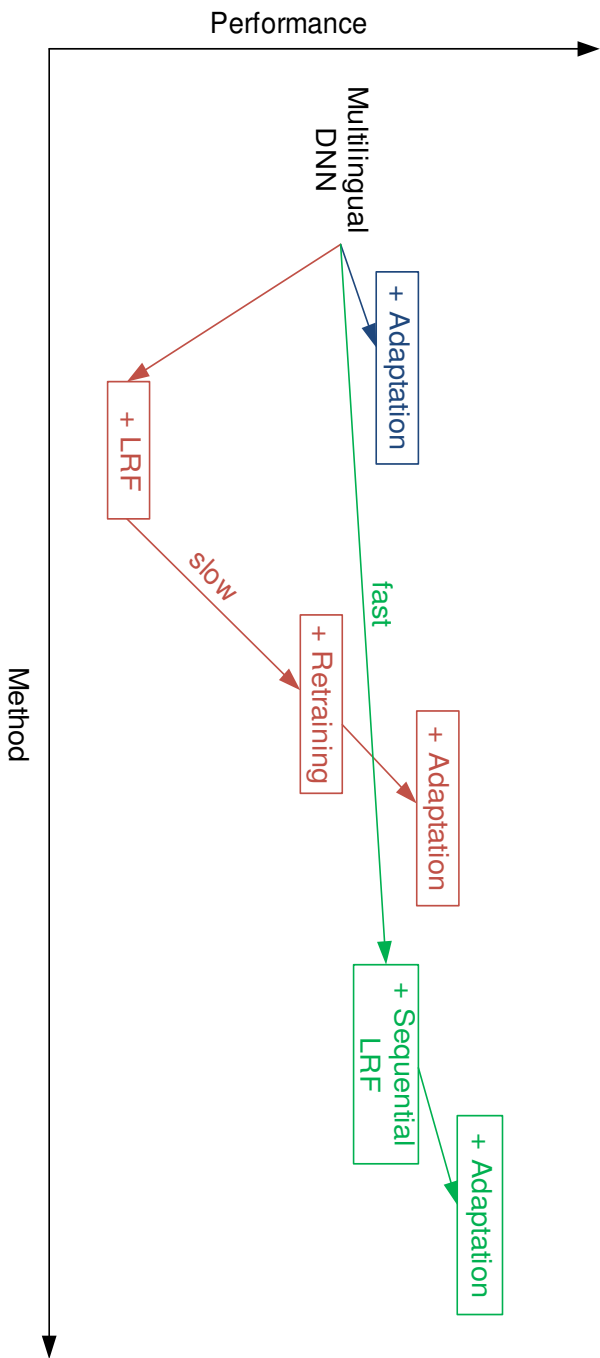 Performance
Multilingual
DNN
+ Adaptation
+ LRF
slow
fast
+ Retraining
+ Adaptation
+ Sequential
LRF
+ Adaptation
Method